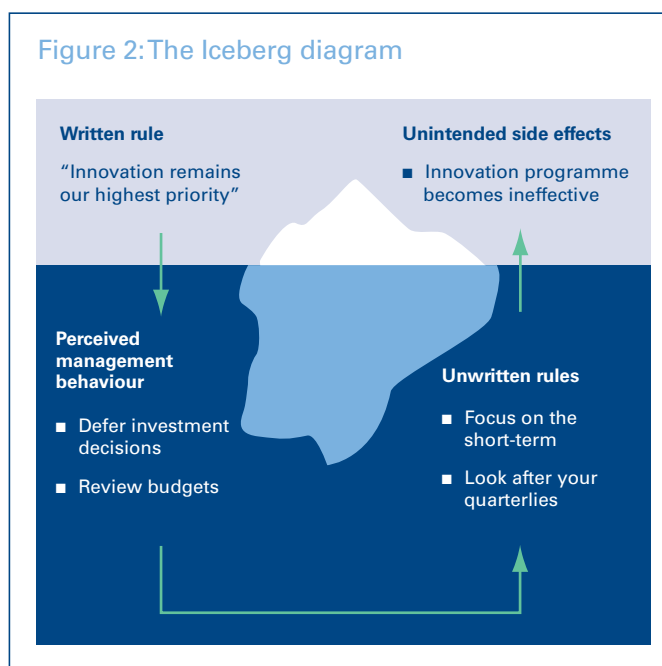 Figure 2: The Iceberg diagram
Written rule
“Innovation remains
our highest priority”
Unintended side effects
■ Innovation programme
becomes ineffective
Perceived
management
behaviour
■ Defer investment
decisions
■ Review budgets
Unwritten rules
■ Focus on the
short-term
■ Look after your
quarterlies